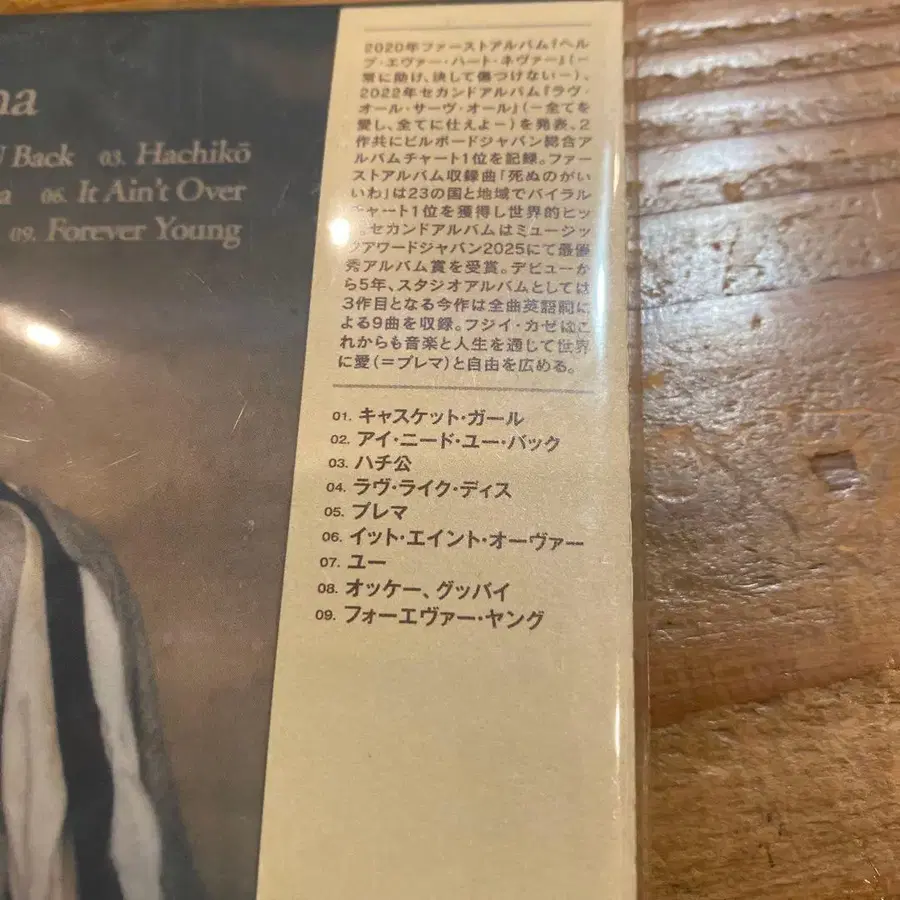 na
U Back 03. Hachikō
a 06. It Ain't Over
09. Forever Young
2020年ファーストアルバム『ヘルプ・エヴァー・ハート・ネヴァー』(−
常に助け、決して傷つけない−)、
2022年セカンドアルバム『ラヴ・
オール・サーヴ・オール』(−全てを
愛し、全てに仕えよ−)を発表、2
作共にビルボードジャパン総合ア
ルバムチャート1位を記録。ファー
ストアルバム収録曲「死ぬのがい
いわ」は23の国と地域でバイラル
チャート1位を獲得し世界的ヒッ
セカンドアルバムはミュージッ
クアワードジャパン2025にて最優
秀アルバム賞を受賞。デビューか
ら5年、スタジオアルバムとしては
3作目となる今作は全曲英語詞に
よる9曲を収録。フジイ・カゼはこ
れからも音楽と人生を通じて世界
に愛(=プレマ)と自由を広める。
01. キャスケット・ガール
02. アイ・ニード・ユー・バック
03. ハチ公
04. ラヴ・ライク・ディス
05. プレマ
06. イット・エイント・オーヴァー
07. ユー
08. オッケー、グッバイ
09. フォーエヴァー・ヤング